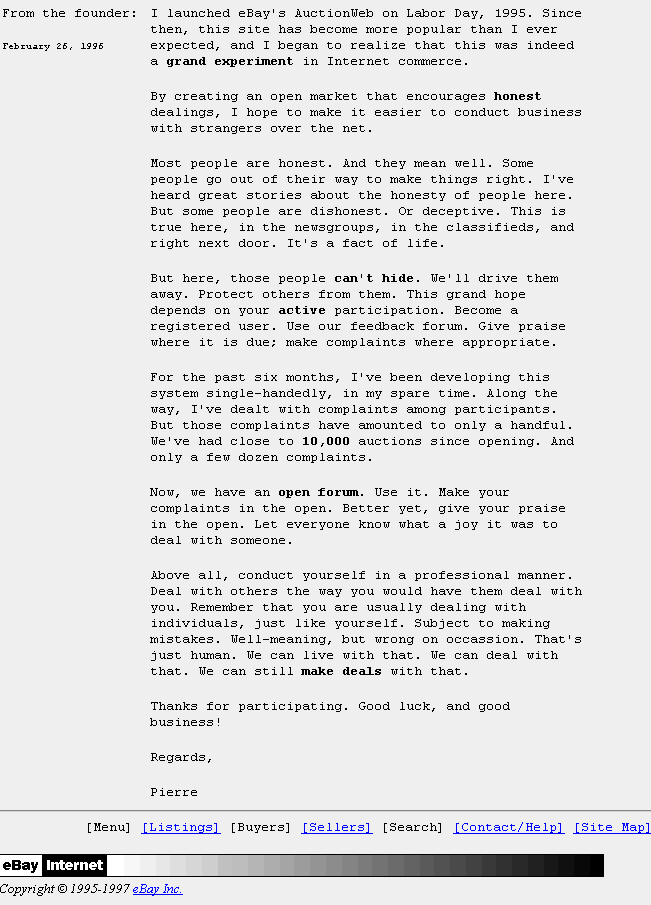 From the founder: I launched eBay's AuctionWeb on Labor Day, 1995. Since
then, this site has become more popular than I ever
February 26, 1996 expected, and I began to realize that this was indeed
a grand experiment in Internet commerce.
By creating an open market that encourages honest
dealings, I hope to make it easier to conduct business
with strangers over the net.
Most people are honest. And they mean well. Some
people go out of their way to make things right. I've
heard great stories about the honesty of people here.
But some people are dishonest. Or deceptive. This is
true here, in the newsgroups, in the classifieds, and
right next door. It's a fact of life.
But here, those people can't hide. We'll drive them
away. Protect others from them. This grand hope
depends on your active participation. Become a
registered user. Use our feedback forum. Give praise
where it is due; make complaints where appropriate.
For the past six months, I've been developing this
system single-handedly, in my spare time. Along the
way, I've dealt with complaints among participants.
But those complaints have amounted to only a handful.
We've had close to 10,000 auctions since opening. And
only a few dozen complaints.
Now, we have an open forum. Use it. Make your
complaints in the open. Better yet, give your praise
in the open. Let everyone know what a joy it was to
deal with someone.
Above all, conduct yourself in a professional manner.
Deal with others the way you would have them deal with
you. Remember that you are usually dealing with
individuals, just like yourself. Subject to making
mistakes. Well-meaning, but wrong on occassion. That's
just human. We can live with that. We can deal with
that. We can still make deals with that.
Thanks for participating. Good luck, and good
business!
Regards,
Pierre
[Menu] [Listings] [Buyers] [Sellers] [Search] [Contact/Help] [Site Map]
eBay Internet
Copyright © 1995-1997 eBay Inc.